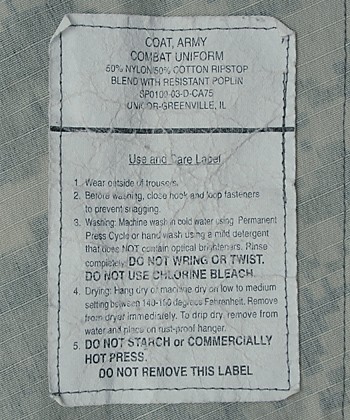 COAT, ARMY
COMBAT UNIFORM
50% NYLON/50% COTTON RIPSTOP
BLEND WITH RESISTANT POPLIN
SP0100-03-D-CA75
UNICOR-GREENVILLE, IL
Use and Care Label
1. Wear outside of trousers.
2. Before washing, close hook and loop fasteners
to prevent snagging.
3. Washing: Machine wash in cold water using Permanent
Press Cycle or hand wash using a mild detergent
that does NOT contain optical brighteners. Rinse
completely. DO NOT WRING OR TWIST.
DO NOT USE CHLORINE BLEACH.
4. Drying: Hang dry or machine dry on low to medium
setting between 140-150 degrees Fahrenheit. Remove
from dryer immediately. To drip dry, remove from
water and place on rust-proof hanger.
5. DO NOT STARCH or COMMERCIALLY
HOT PRESS.
DO NOT REMOVE THIS LABEL